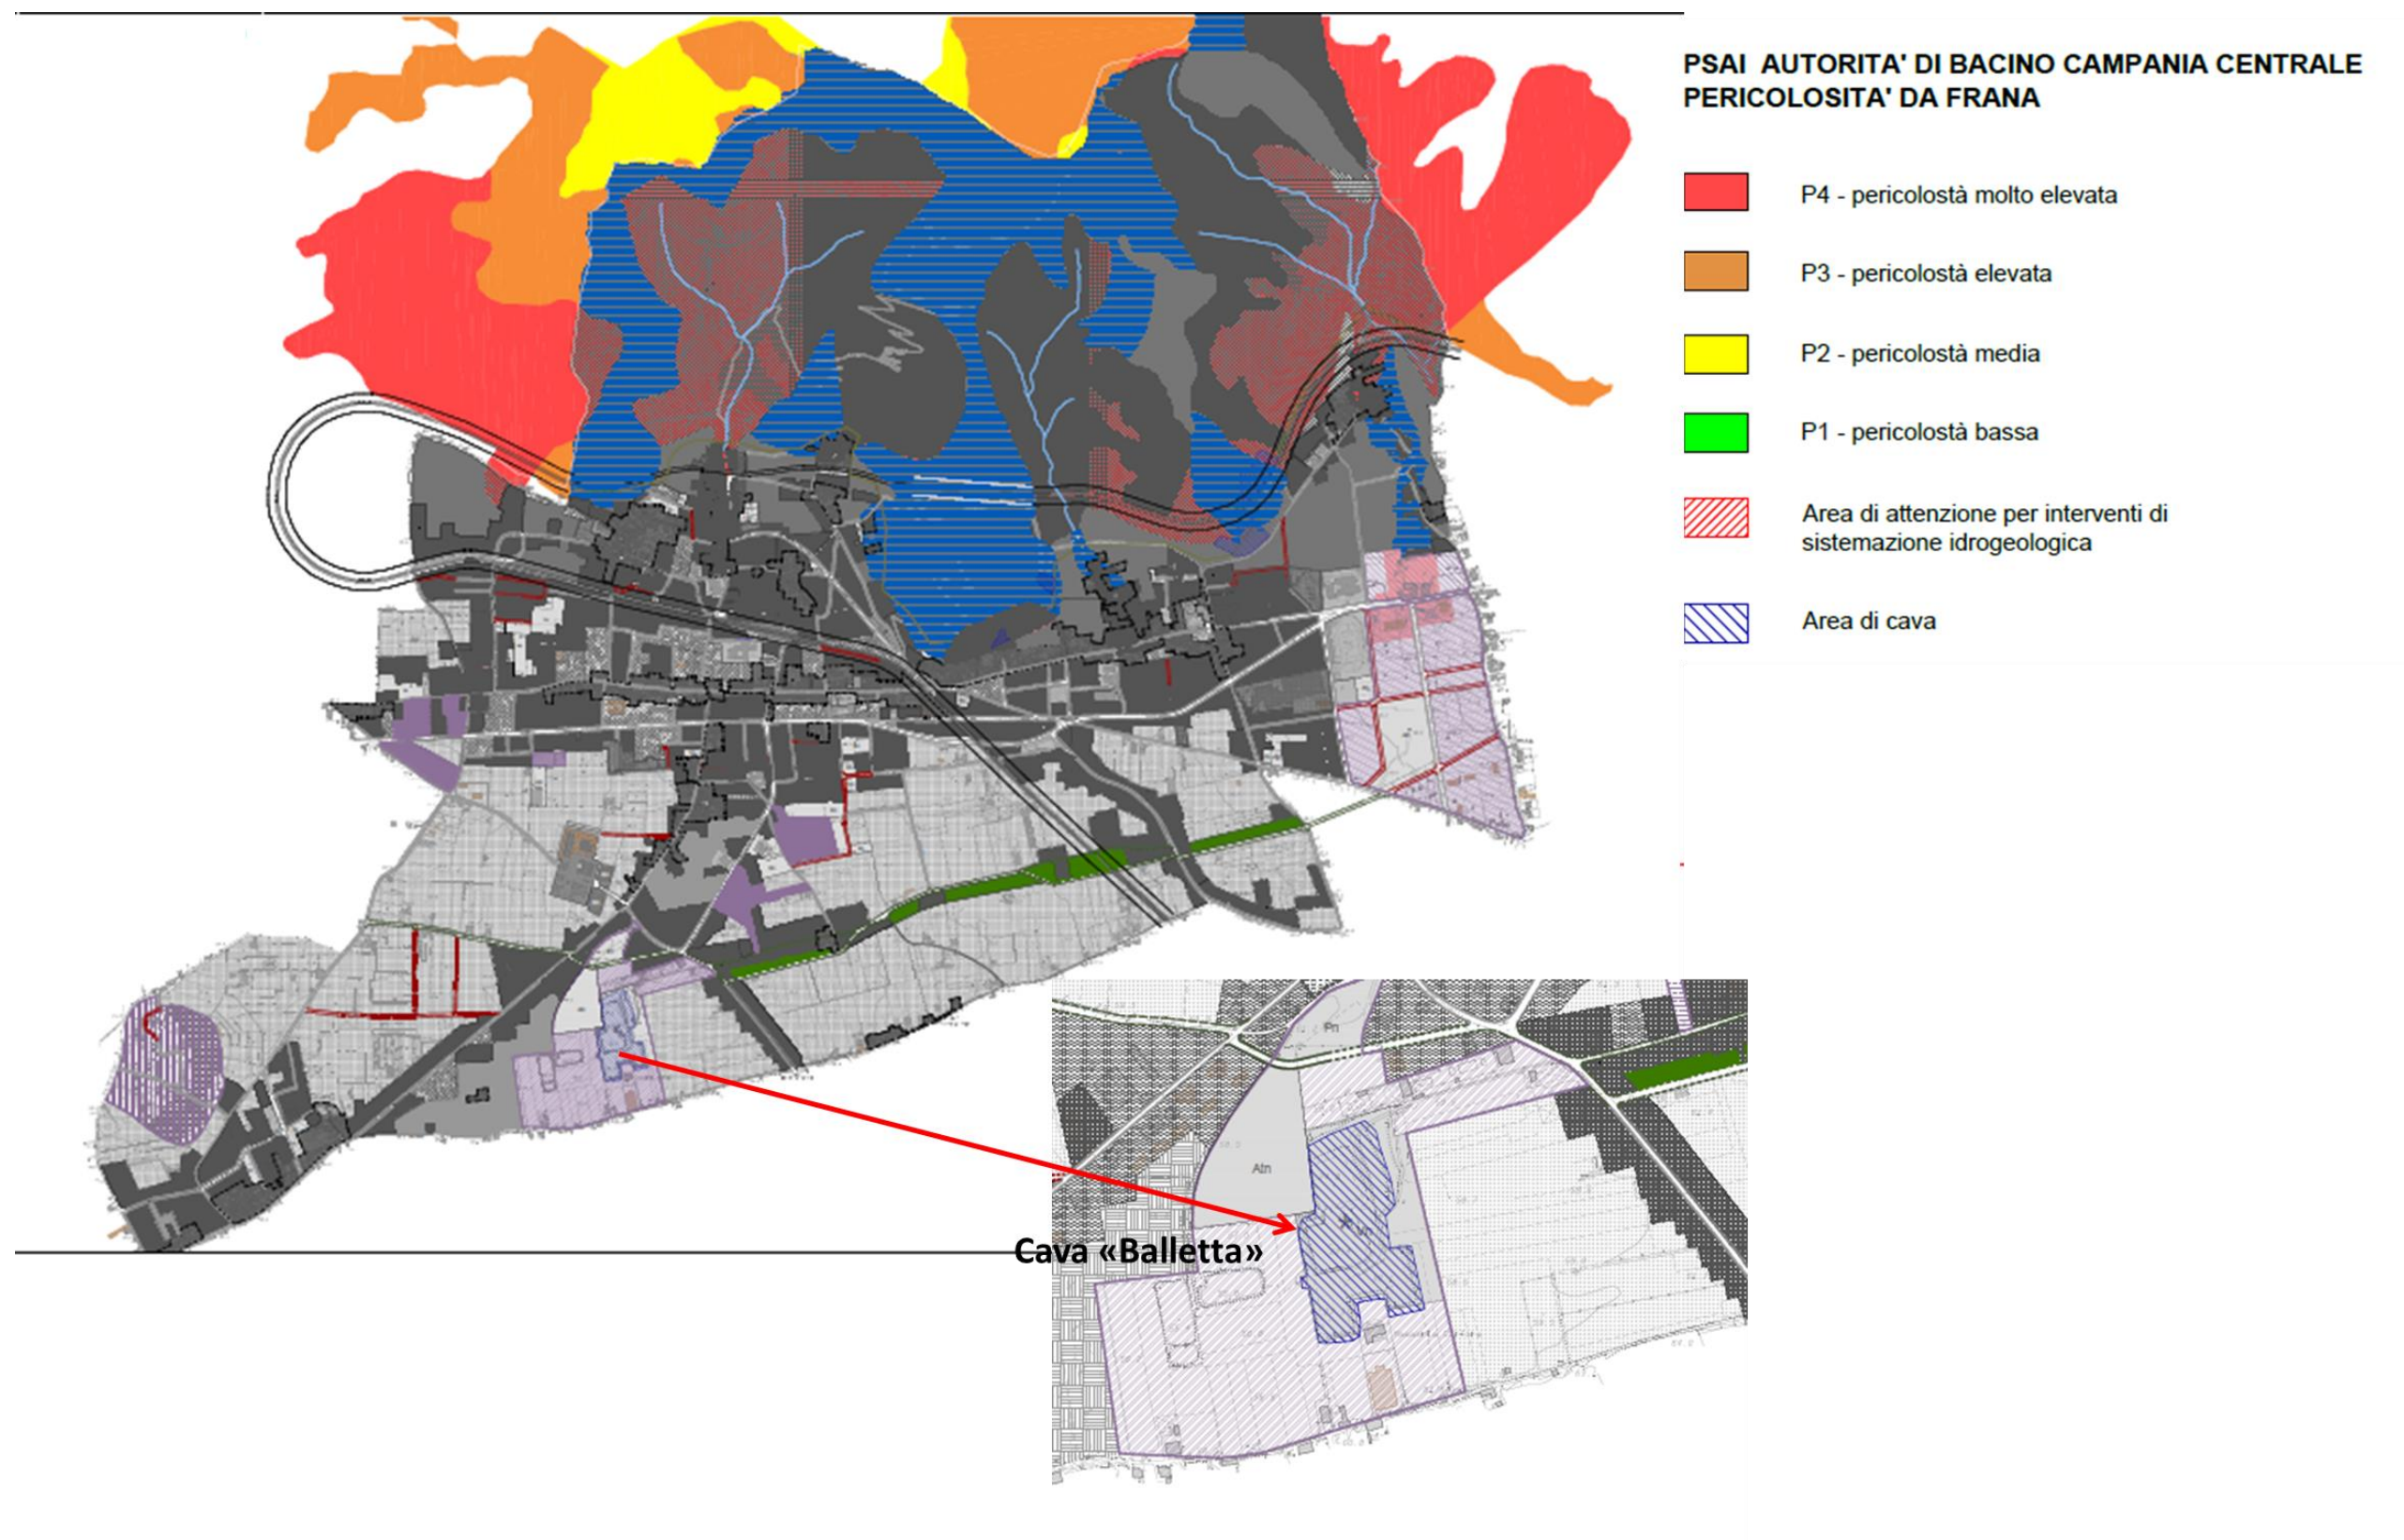 PSAI AUTORITA' DI BACINO CAMPANIA CENTRALE
PERICOLOSITA' DA FRANA
P4 - pericolostà molto elevata
P3 - pericolostà elevata
P2 - pericolostà media
P1 - pericolostà bassa
Area di attenzione per interventi di
sistemazione idrogeologica
Area di cava
Pn
Atn
Cava «Balletta»